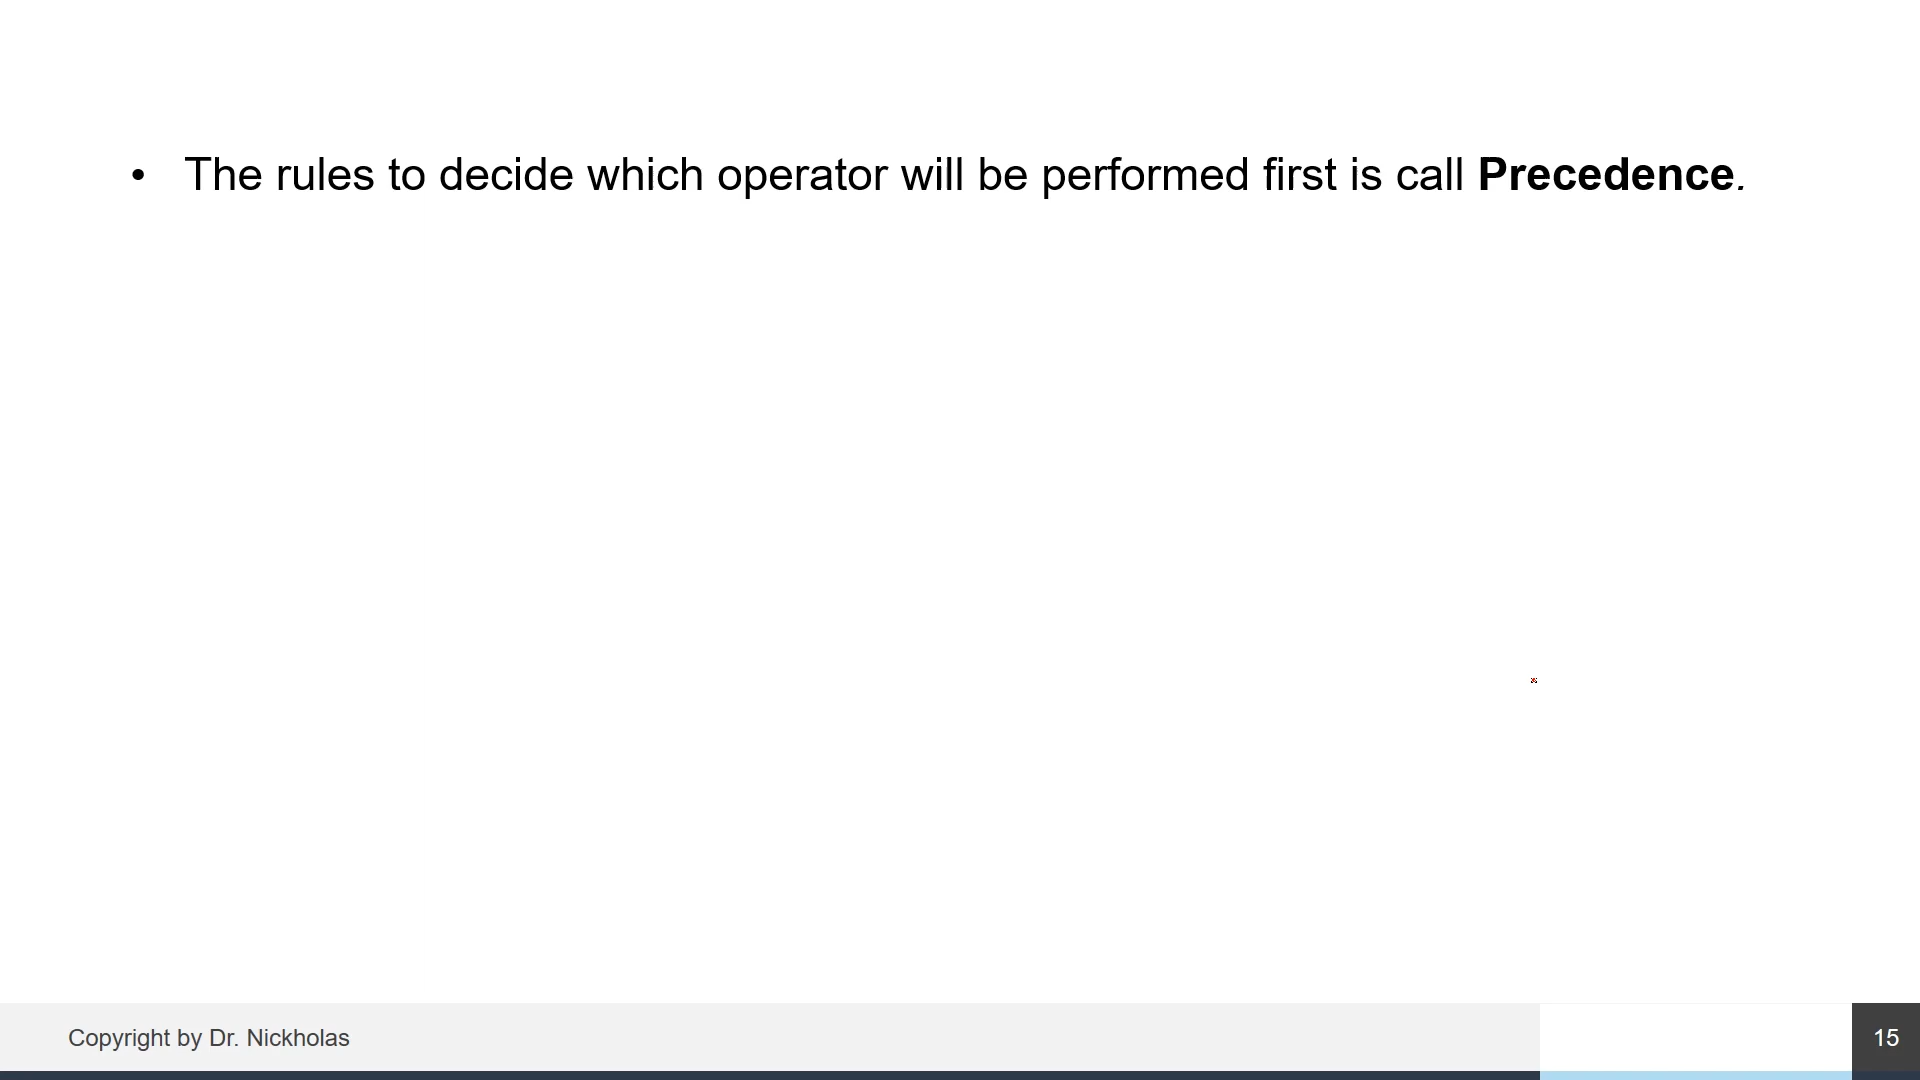 • The rules to decide which operator will be performed first is call Precedence.
Copyright by Dr. Nickholas
15